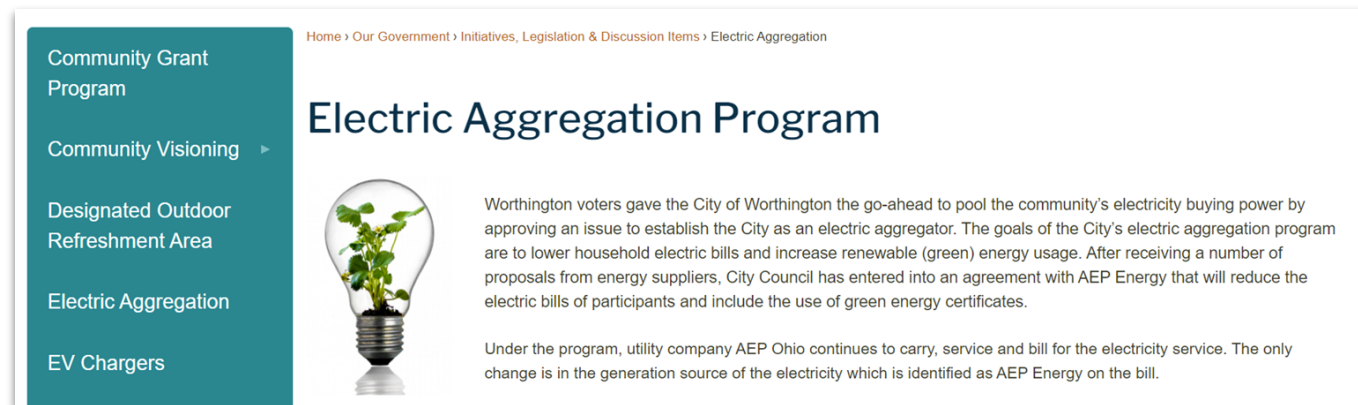 Community Grant
Program
Community Visioning
Designated Outdoor
Refreshment Area
Electric Aggregation
EV Chargers
Home › Our Government › Initiatives, Legislation & Discussion Items › Electric Aggregation
Electric Aggregation Program
Worthington voters gave the City of Worthington the go-ahead to pool the community’s electricity buying power by
approving an issue to establish the City as an electric aggregator. The goals of the City’s electric aggregation program
are to lower household electric bills and increase renewable (green) energy usage. After receiving a number of
proposals from energy suppliers, City Council has entered into an agreement with AEP Energy that will reduce the
electric bills of participants and include the use of green energy certificates.
Under the program, utility company AEP Ohio continues to carry, service and bill for the electricity service. The only
change is in the generation source of the electricity which is identified as AEP Energy on the bill.